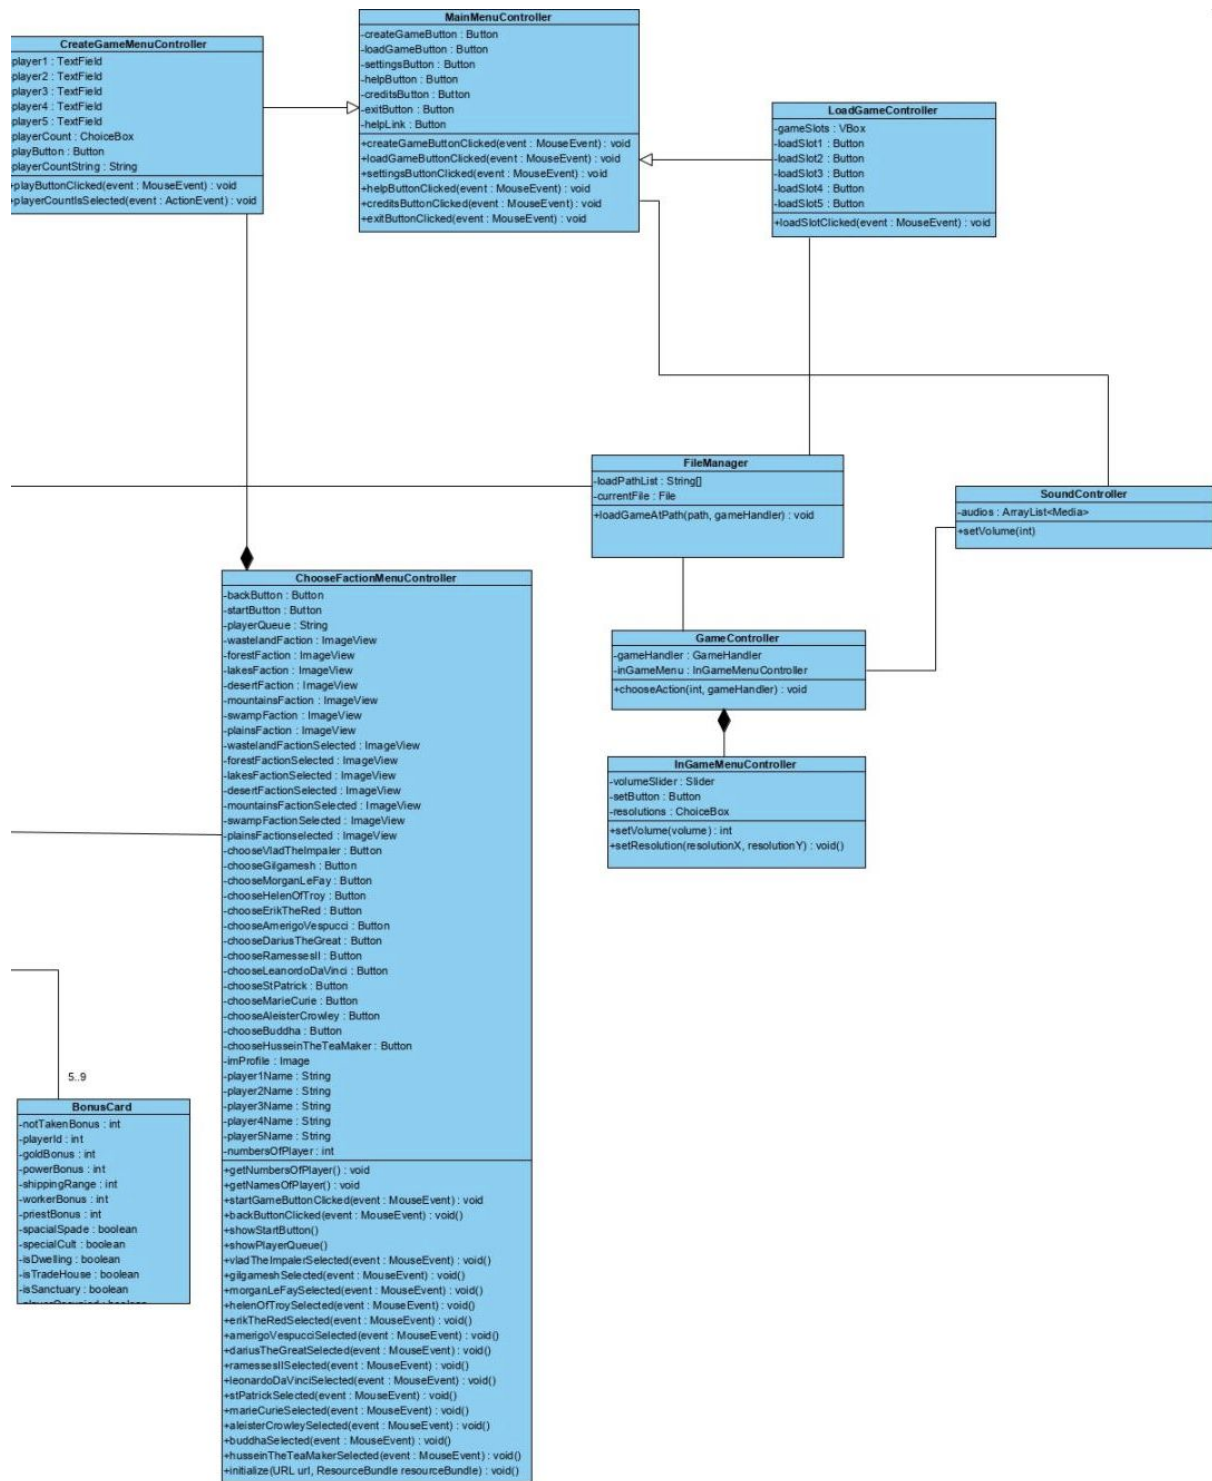 MainMenuController
-createGameButton : Button
-loadGameButton : Button
-settingsButton : Button
-helpButton : Button
-creditsButton : Button
-exitButton : Button
-helpLink : Button
+createGameButtonClicked(event : MouseEvent) : void
+loadGameButtonClicked(event : MouseEvent) : void
+settingsButtonClicked(event : MouseEvent) : void
+helpButtonClicked(event : MouseEvent) : void
+creditsButtonClicked(event : MouseEvent) : void
+exitButtonClicked(event : MouseEvent) : void
CreateGameMenuController
player1 : TextField
player2 : TextField
player3 : TextField
player4 : TextField
player5 : TextField
playerCount : ChoiceBox
playButton : Button
playerCountString : String
+playButtonClicked(event : MouseEvent) : void
+playerCountIsSelected(event : ActionEvent) : void
LoadGameController
-gameSlots : VBox
-loadSlot1 : Button
-loadSlot2 : Button
-loadSlot3 : Button
-loadSlot4 : Button
-loadSlot5 : Button
+loadSlotClicked(event : MouseEvent) : void
FileManager
-loadPathList : String[]
-currentFile : File
+loadGameAtPath(path, gameHandler) : void
SoundController
-audios : ArrayList<Media>
+setVolume(int)
ChooseFactionMenuController
-backButton : Button
-startButton : Button
-playerQueue : String
-wastelandFaction : ImageView
-forestFaction : ImageView
-lakesFaction : ImageView
-desertFaction : ImageView
-mountainsFaction : ImageView
-swampFaction : ImageView
-plainsFaction : ImageView
-wastelandFactionSelected : ImageView
-forestFactionSelected : ImageView
-lakesFactionSelected : ImageView
-desertFactionSelected : ImageView
-mountainsFactionSelected : ImageView
-swampFactionSelected : ImageView
-plainsFactionselected : ImageView
-chooseVladTheImpaler : Button
-chooseGilgamesh : Button
-chooseMorganLeFay : Button
-chooseHelenOfTroy : Button
-chooseErikTheRed : Button
-chooseAmerigoVespucci : Button
-chooseDariusTheGreat : Button
-chooseRamessesII : Button
-chooseLeanordoDaVinci : Button
-chooseStPatrick : Button
-chooseMarieCurie : Button
-chooseAleisterCrowley : Button
-chooseBuddha : Button
-chooseHusseinTheTeaMaker : Button
-imProfile : Image
-player1Name : String
-player2Name : String
-player3Name : String
-player4Name : String
-player5Name : String
-numbersOfPlayer : int
+getNumbersOfPlayer() : void
+getNamesOfPlayer() : void
+startGameButtonClicked(event : MouseEvent) : void
+backButtonClicked(event : MouseEvent) : void()
+showStartButton()
+showPlayerQueue()
+vladTheImpalerSelected(event : MouseEvent) : void()
+gilgameshSelected(event : MouseEvent) : void()
+morganLeFaySelected(event : MouseEvent) : void()
+helenOfTroySelected(event : MouseEvent) : void()
+erikTheRedSelected(event : MouseEvent) : void()
+amerigoVespucciSelected(event : MouseEvent) : void()
+dariusTheGreatSelected(event : MouseEvent) : void()
+ramessesIISelected(event : MouseEvent) : void()
+leonardoDaVinciSelected(event : MouseEvent) : void()
+stPatrickSelected(event : MouseEvent) : void()
+marieCurieSelected(event : MouseEvent) : void()
+aleisterCrowleySelected(event : MouseEvent) : void()
+buddhaSelected(event : MouseEvent) : void()
+husseinTheTeaMakerSelected(event : MouseEvent) : void()
+initialize(URL url, ResourceBundle resourceBundle) : void()
GameController
-gameHandler : GameHandler
-inGameMenu : InGameMenuController
+chooseAction(int, gameHandler) : void
InGameMenuController
-volumeSlider : Slider
-setButton : Button
-resolutions : ChoiceBox
+setVolume(volume) : int
+setResolution(resolutionX, resolutionY) : void()
5..9
BonusCard
-notTakenBonus : int
-playerId : int
-goldBonus : int
-powerBonus : int
-shippingRange : int
-workerBonus : int
-priestBonus : int
-spacialSpade : boolean
-specialCult : boolean
-isDwelling : boolean
-isTradeHouse : boolean
-isSanctuary : boolean